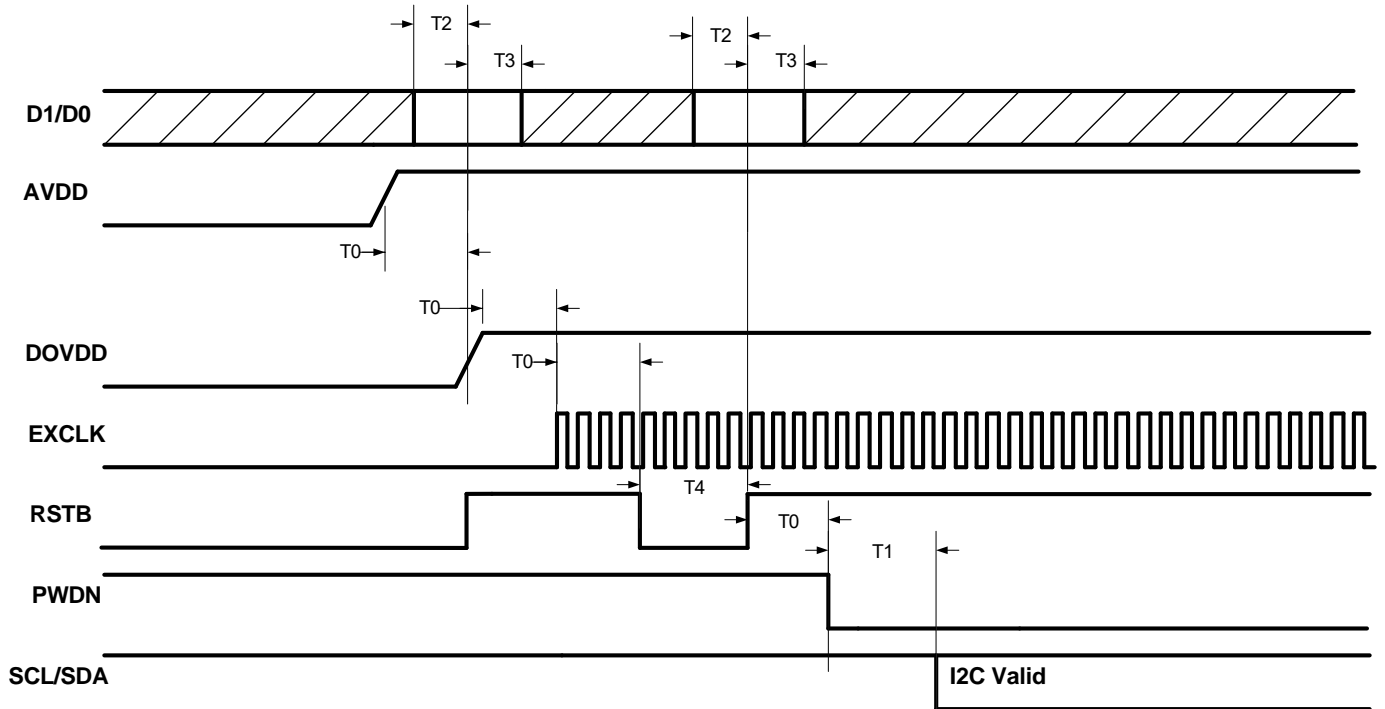 T2
T2
T3
T3
D1/D0
AVDD
T0
T0
DOVDD
T0
EXCLK
T4
RSTB
T0
T1
PWDN
SCL/SDA
I2C Valid